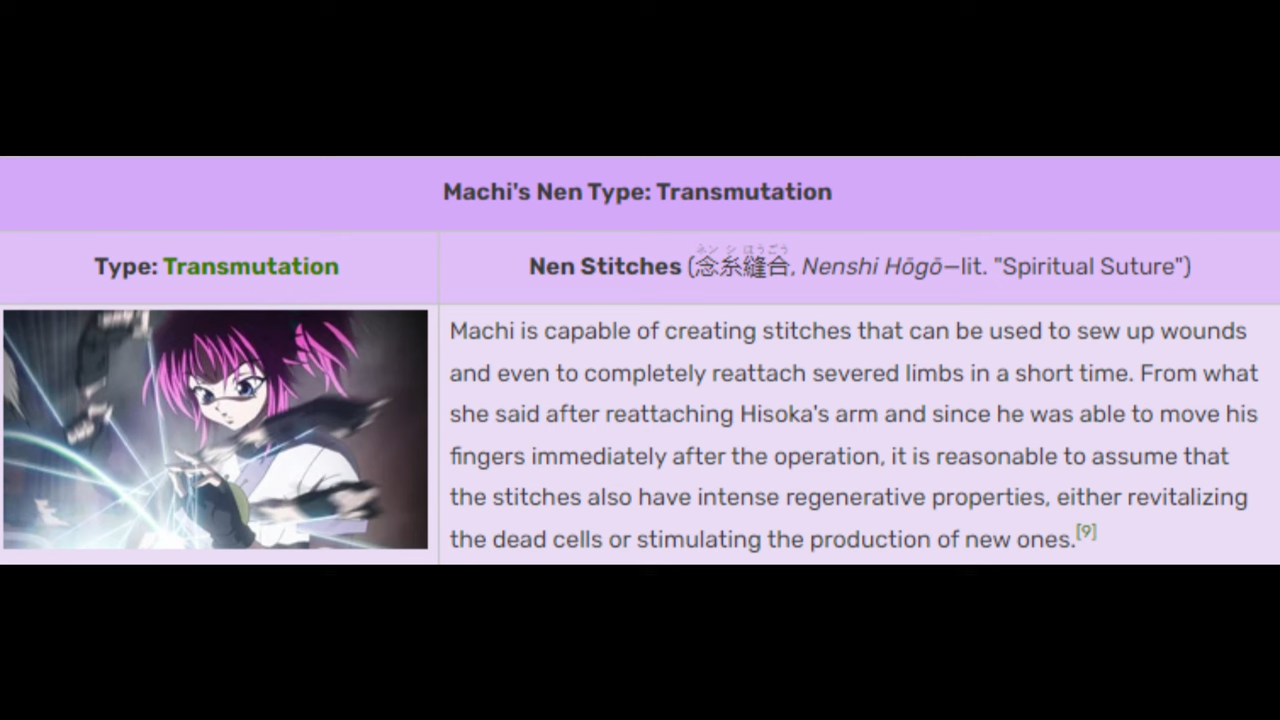 Machi's Nen Type: Transmutation
Type: Transmutation
ネン シ ほうごう
Nen Stitches (念糸縫合, Nenshi Hōgō—lit. "Spiritual Suture")
Machi is capable of creating stitches that can be used to sew up wounds
and even to completely reattach severed limbs in a short time. From what
she said after reattaching Hisoka's arm and since he was able to move his
fingers immediately after the operation, it is reasonable to assume that
the stitches also have intense regenerative properties, either revitalizing
the dead cells or stimulating the production of new ones.[9]